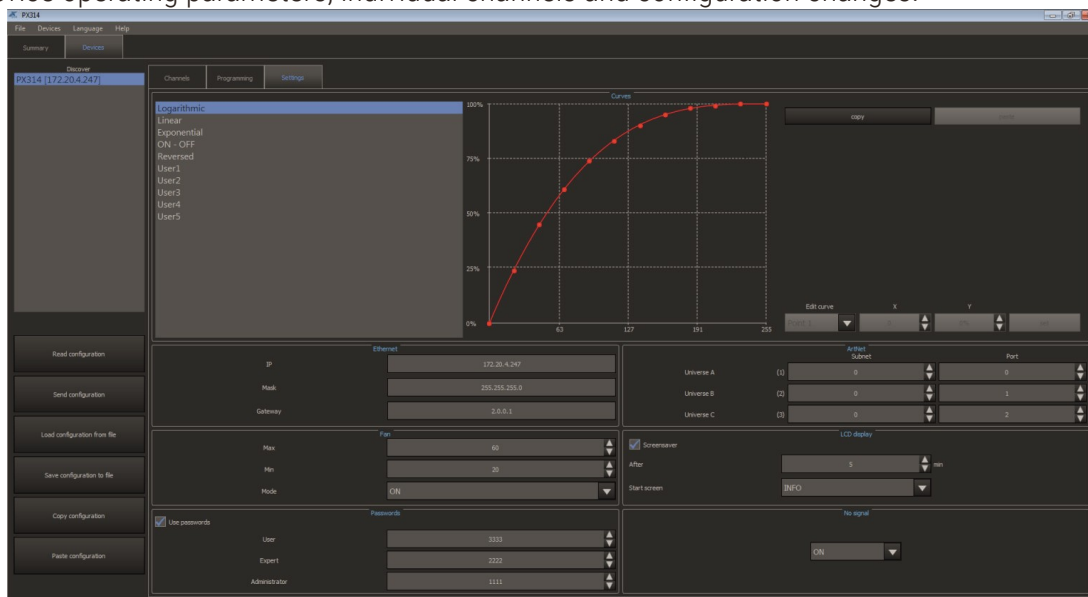 operating parameters, individual channels and configuration changes.
PX314
File Devices Language Help
Summary Devices
Discover
PX314 [172.20.4.247]
Read configuration
Send configuration
Load configuration from file
Save configuration to file
Copy configuration
Paste configuration
Channels Programming Settings
Curves
Logarithmic
Linear
Exponential
ON - OFF
Reversed
User1
User2
User3
User4
User5
100%
75%
50%
25%
0%
63 127 191 255
copy
Edit curve X Y
Point 1 0 0%
Ethernet
IP 172.20.4.247
Mask 255.255.255.0
Gateway 2.0.0.1
ArtNet
Subnet Port
Universe A (1) 0 0
Universe B (2) 0 1
Universe C (3) 0 2
Fan
Max 60
Min 20
Mode ON
LCD display
Screensaver
After 5 min
Start screen INFO
Passwords
Use passwords
User 3333
Expert 2222
Administrator 1111
No signal
ON